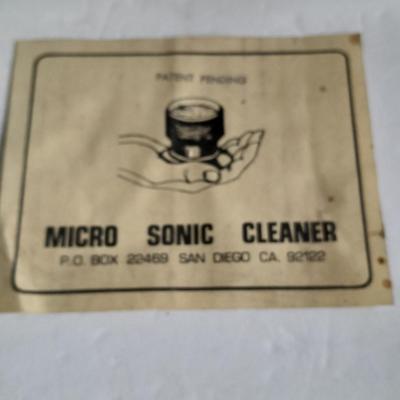 PATENT PENDING
MICRO SONIC CLEANER
P.O. BOX 22469 SAN DIEGO CA. 92122